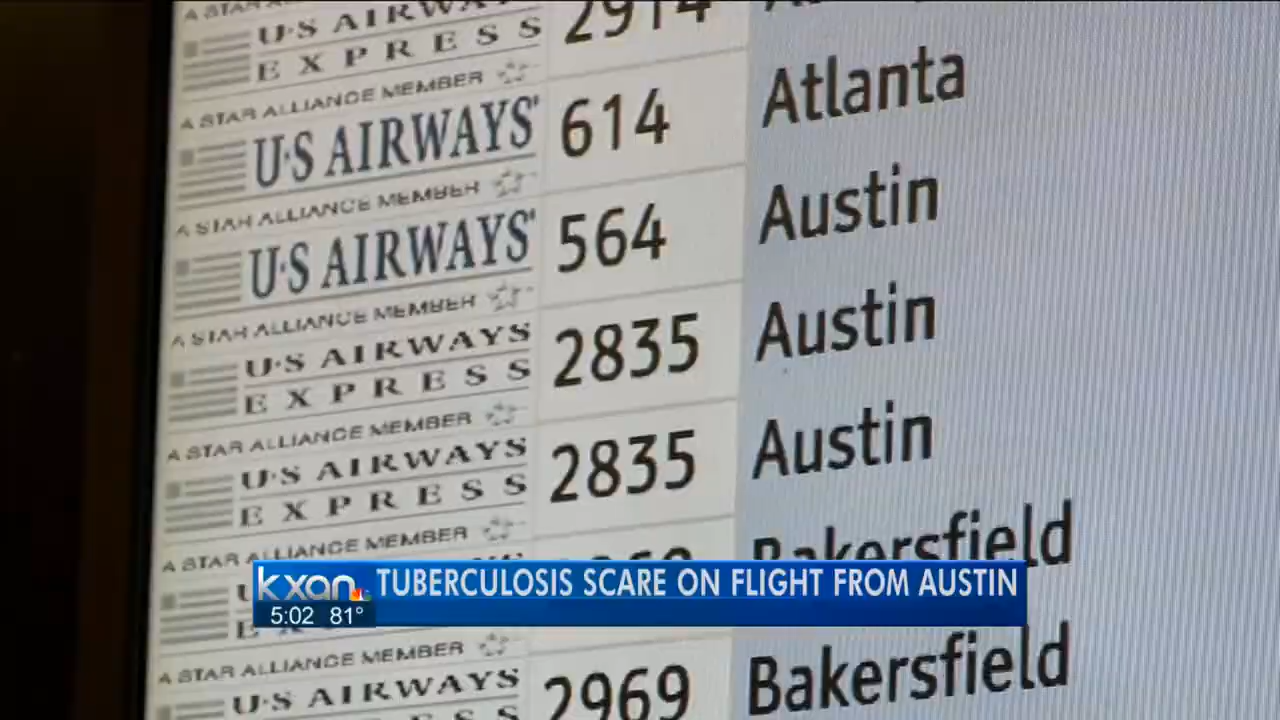 A STAR
U·S AIRWAY
EXPRESS
2914
A STAR ALLIANCE MEMBER
U·S AIRWAYS
614
Atlanta
A STAR ALLIANCE MEMBER
U·S AIRWAYS
564
Austin
A STAR ALLIANCE MEMBER
U·S AIRWAYS
EXPRESS
2835
Austin
A STAR ALLIANCE MEMBER
U·S AIRWAYS
EXPRESS
2835
Austin
A STAR ALLIANCE MEMBER
Bakersfield
kxan
TUBERCULOSIS SCARE ON FLIGHT FROM AUSTIN
5:02 81°
A STAR ALLIANCE MEMBER
U·S AIRWAYS
2969
Bakersfield